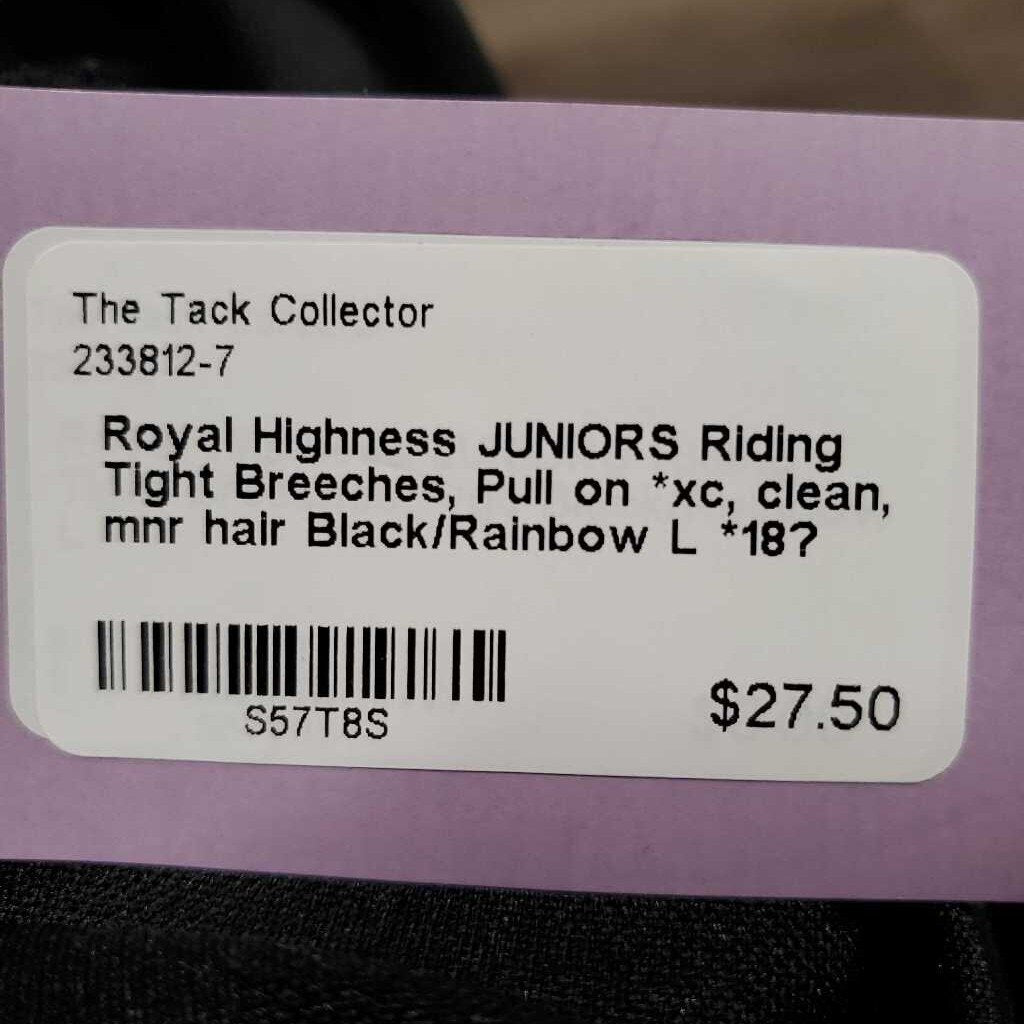 The Tack Collector
233812-7
Royal Highness JUNIORS Riding
Tight Breeches, Pull on *xc, clean,
mnr hair Black/Rainbow L *18?
S57T8S
$27.50